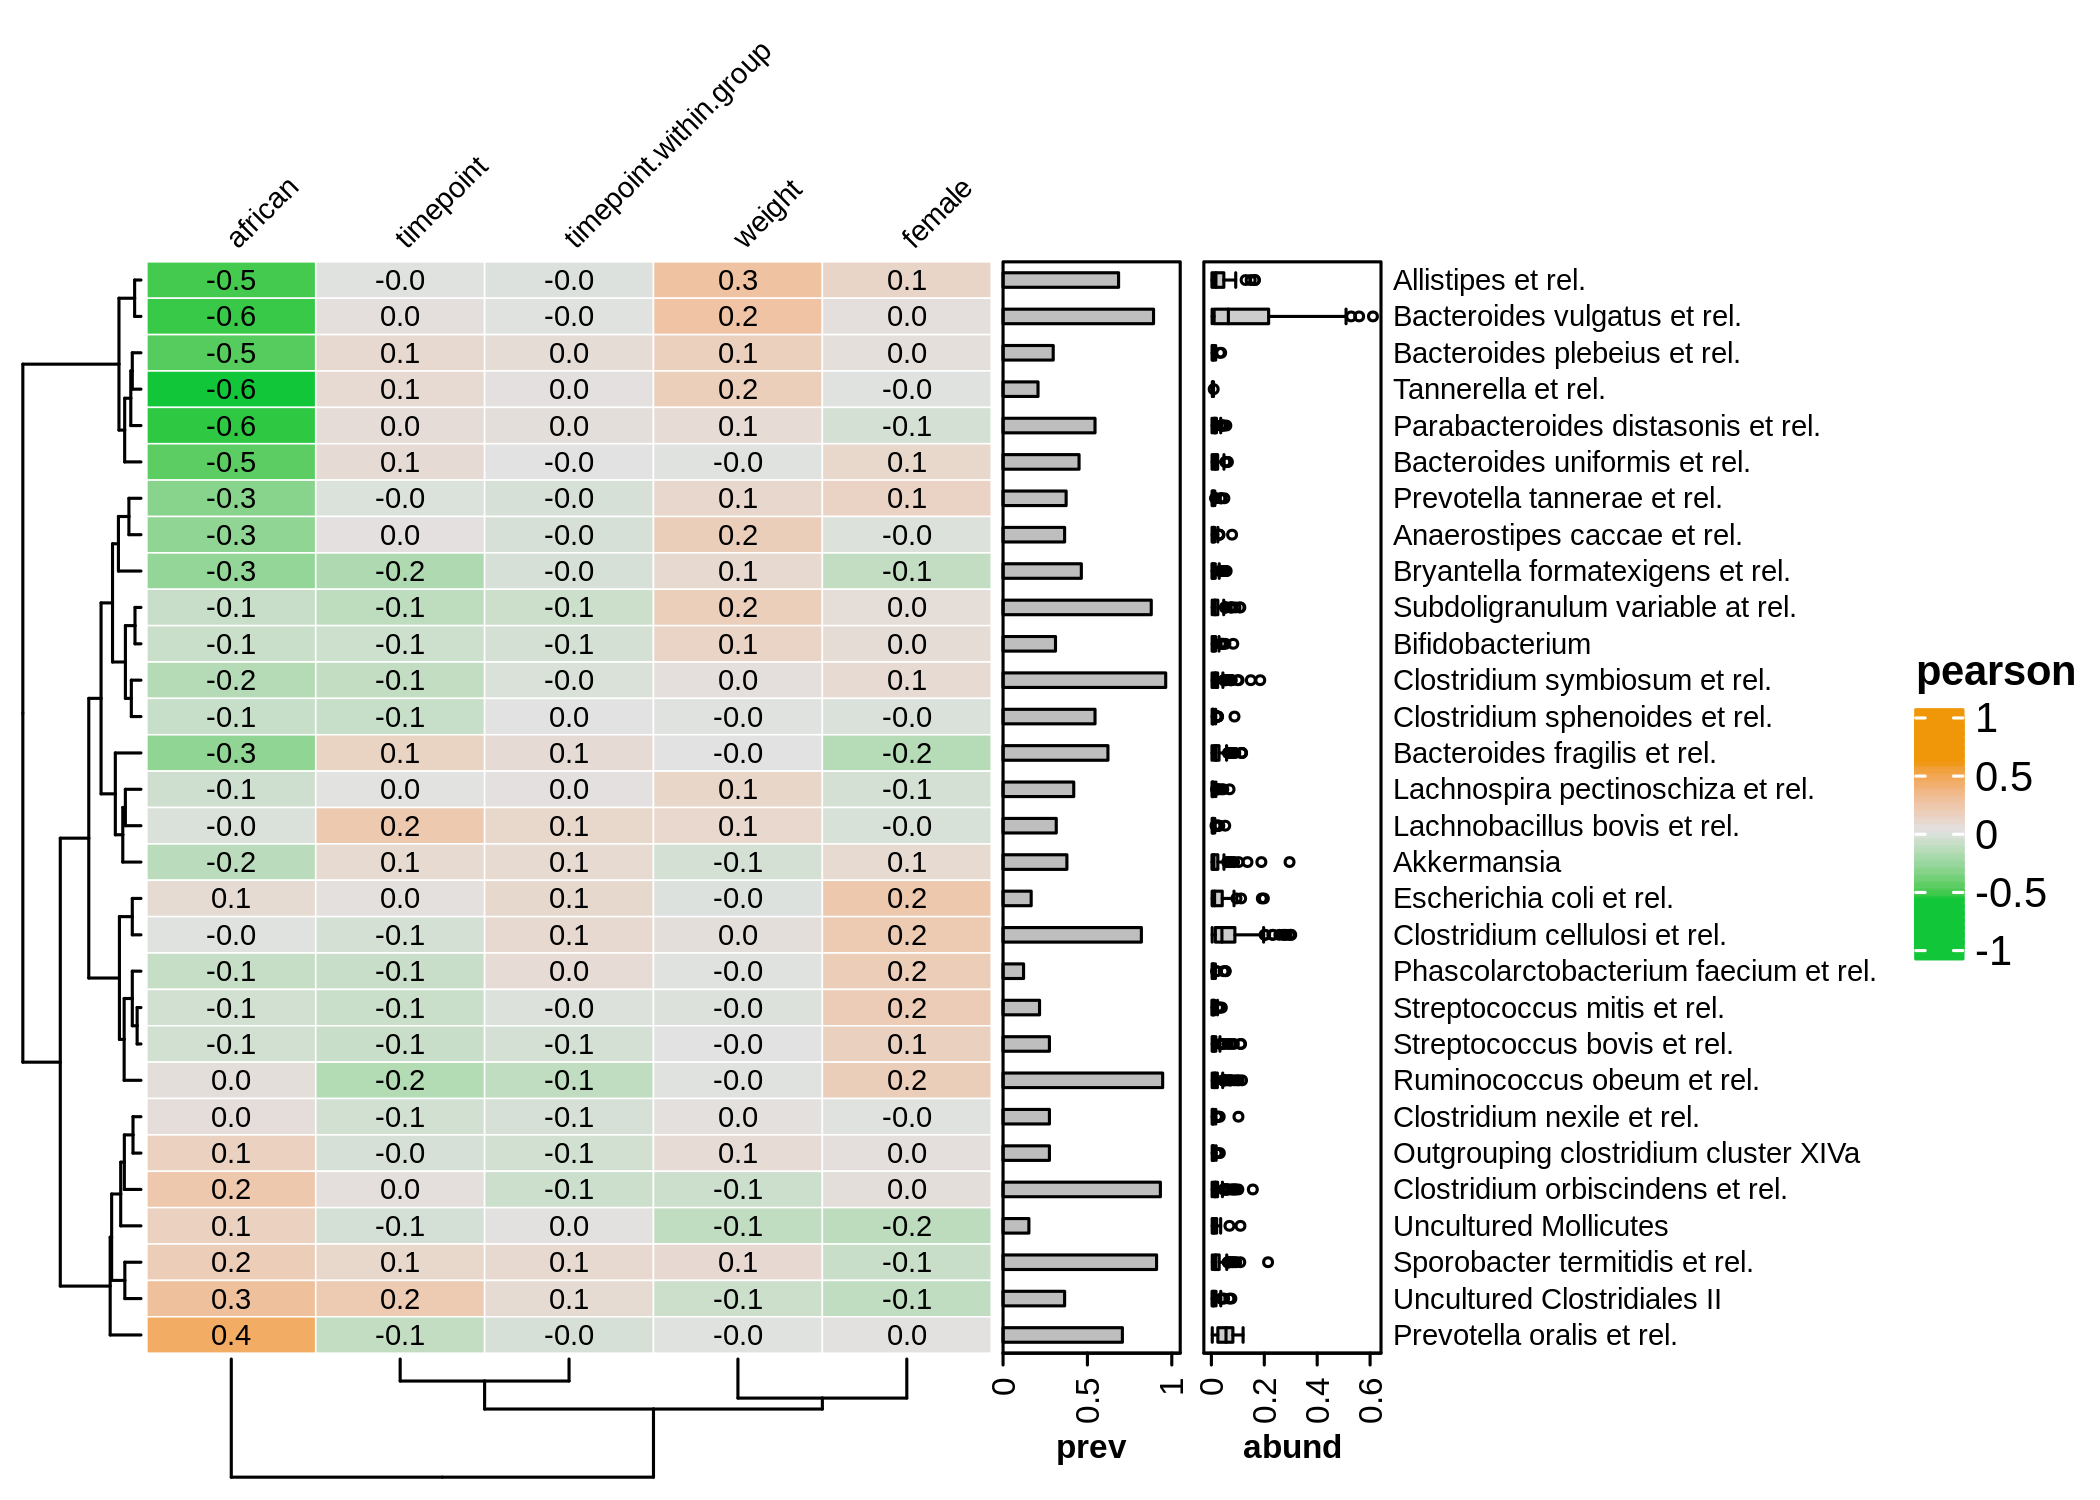 african timepoint timepoint.within.group weight female
-0.5 -0.0 -0.0 0.3 0.1 Allistipes et rel.
-0.6 0.0 -0.0 0.2 0.0 Bacteroides vulgatus et rel.
-0.5 0.1 0.0 0.1 0.0 Bacteroides plebeius et rel.
-0.6 0.1 0.0 0.2 -0.0 Tannerella et rel.
-0.6 0.0 0.0 0.1 -0.1 Parabacteroides distasonis et rel.
-0.5 0.1 -0.0 -0.0 0.1 Bacteroides uniformis et rel.
-0.3 -0.0 -0.0 0.1 0.1 Prevotella tannerae et rel.
-0.3 0.0 -0.0 0.2 -0.0 Anaerostipes caccae et rel.
-0.3 -0.2 -0.0 0.1 -0.1 Bryantella formatexigens et rel.
-0.1 -0.1 -0.1 0.2 0.0 Subdoligranulum variable at rel.
-0.1 -0.1 -0.1 0.1 0.0 Bifidobacterium
-0.2 -0.1 -0.0 0.0 0.1 Clostridium symbiosum et rel.
-0.1 -0.1 0.0 -0.0 -0.0 Clostridium sphenoides et rel.
-0.3 0.1 0.1 -0.0 -0.2 Bacteroides fragilis et rel.
-0.1 0.0 0.0 0.1 -0.1 Lachnospira pectinoschiza et rel.
-0.0 0.2 0.1 0.1 -0.0 Lachnobacillus bovis et rel.
-0.2 0.1 0.1 -0.1 0.1 Akkermansia
0.1 0.0 0.1 -0.0 0.2 Escherichia coli et rel.
-0.0 -0.1 0.1 0.0 0.2 Clostridium cellulosi et rel.
-0.1 -0.1 0.0 -0.0 0.2 Phascolarctobacterium faecium et rel.
-0.1 -0.1 -0.0 -0.0 0.2 Streptococcus mitis et rel.
-0.1 -0.1 -0.1 -0.0 0.1 Streptococcus bovis et rel.
0.0 -0.2 -0.1 -0.0 0.2 Ruminococcus obeum et rel.
0.0 -0.1 -0.1 0.0 -0.0 Clostridium nexile et rel.
0.1 -0.0 -0.1 0.1 0.0 Outgrouping clostridium cluster XIVa
0.2 0.0 -0.1 -0.1 0.0 Clostridium orbiscindens et rel.
0.1 -0.1 0.0 -0.1 -0.2 Uncultured Mollicutes
0.2 0.1 0.1 0.1 -0.1 Sporobacter termitidis et rel.
0.3 0.2 0.1 -0.1 -0.1 Uncultured Clostridiales II
0.4 -0.1 -0.0 -0.0 0.0 Prevotella oralis et rel.
0 0.5 1
prev
0 0.2 0.4 0.6
abund
pearson
1
0.5
0
-0.5
-1